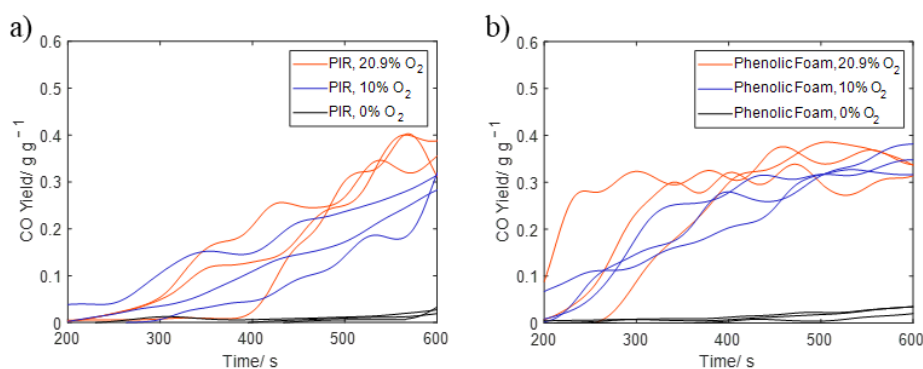 a)
0.6
0.5
0.4
0.3
0.2
0.1
0
CO Yield/ g g⁻¹
PIR, 20.9% O₂
PIR, 10% O₂
PIR, 0% O₂
200 300 400 500 600
Time/ s
b)
0.6
0.5
0.4
0.3
0.2
0.1
0
CO Yield/ g g⁻¹
Phenolic Foam, 20.9% O₂
Phenolic Foam, 10% O₂
Phenolic Foam, 0% O₂
200 300 400 500 600
Time/ s